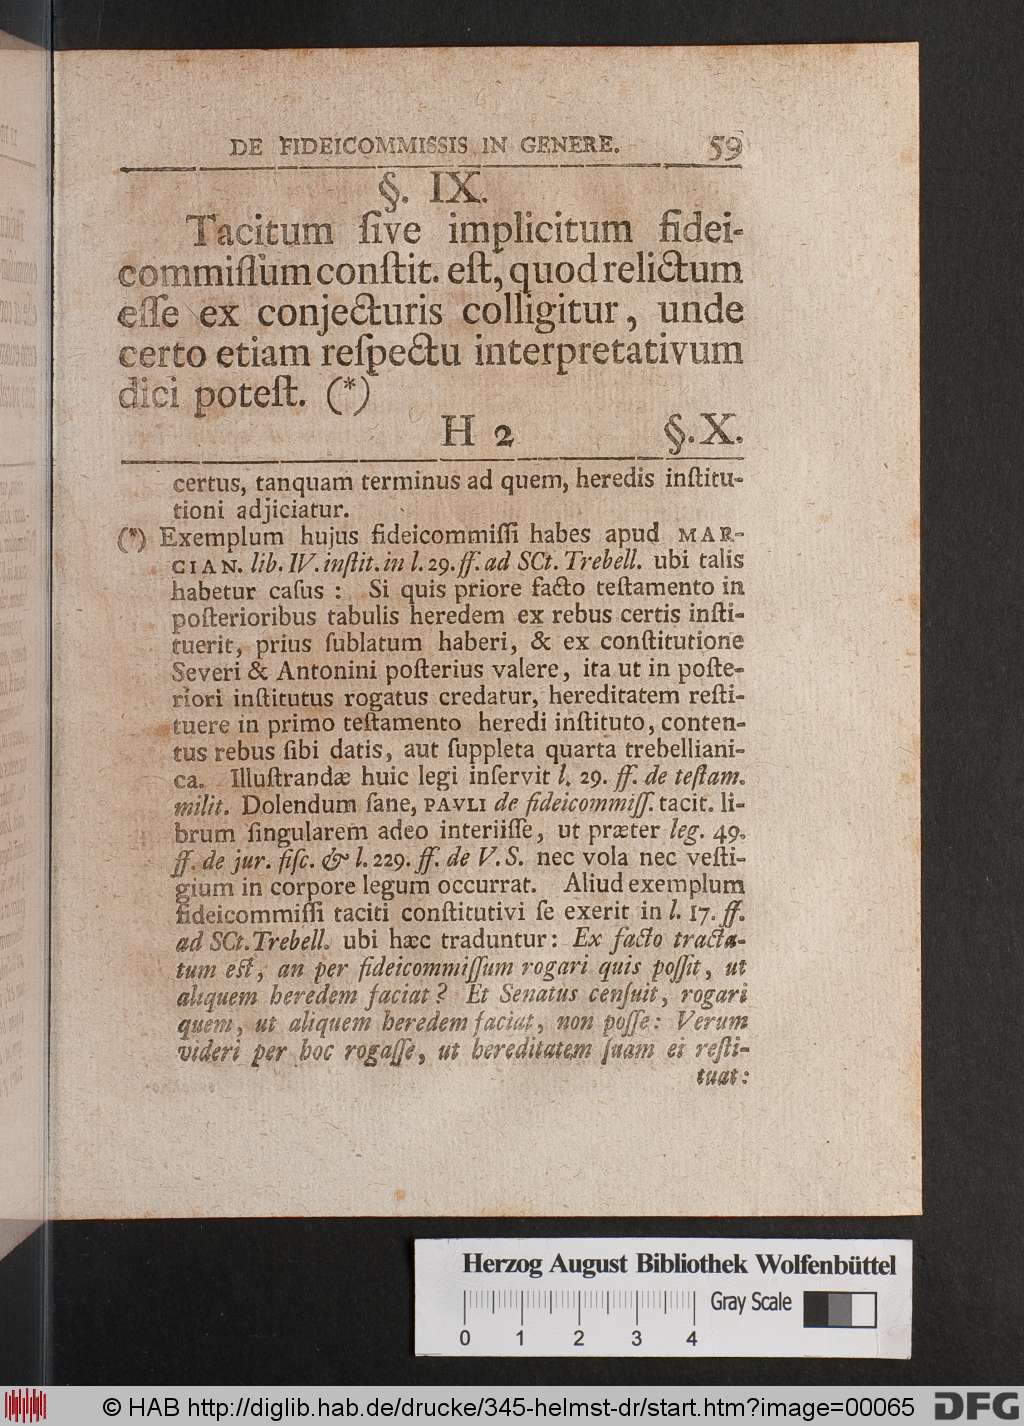 DE FIDEICOMMISSIS IN GENERE. 59
§. IX.
Tacitum ſive implicitum fidei-
commiſſum conſtit. eſt, quod relictum
eſſe ex conjecturis colligitur, unde
certo etiam reſpectu interpretativum
dici poteſt. (*)
H 2 §. X.
certus, tanquam terminus ad quem, heredis inſtitu-
tioni adjiciatur.
(*) Exemplum hujus fideicommiſſi habes apud MAR-
CIAN. lib. IV. inſtit. in l. 29. ff. ad SCt. Trebell. ubi talis
habetur caſus : Si quis priore facto teſtamento in
poſterioribus tabulis heredem ex rebus certis inſti-
tuerit, prius ſublatum haberi, & ex conſtitutione
Severi & Antonini poſterius valere, ita ut in poſte-
riori inſtitutus rogatus credatur, hereditatem reſti-
tuere in primo teſtamento heredi inſtituto, conten-
tus rebus ſibi datis, aut ſuppleta quarta trebelliani-
ca. Illuſtrandæ huic legi inſervit l. 29. ff. de teſtam.
milit. Dolendum ſane, PAVLI de fideicommiſſ. tacit. li-
brum ſingularem adeo interiiſſe, ut præter leg. 49.
ff. de jur. fiſc. & l. 229. ff. de V. S. nec vola nec veſti-
gium in corpore legum occurrat. Aliud exemplum
fideicommiſſi taciti conſtitutivi ſe exerit in l. 17. ff.
ad SCt. Trebell. ubi hæc traduntur: Ex facto tracta-
tum eſt, an per fideicommiſſum rogari quis poſſit, ut
aliquem heredem faciat? Et Senatus cenſuit, rogari
quem, ut aliquem heredem faciat, non poſſe: Verum
videri per hoc rogaſſe, ut hereditatem ſuam ei reſti-
tuat:
Herzog August Bibliothek Wolfenbüttel
Gray Scale
0 1 2 3 4
© HAB http://diglib.hab.de/drucke/345-helmst-dr/start.htm?image=00065
DFG